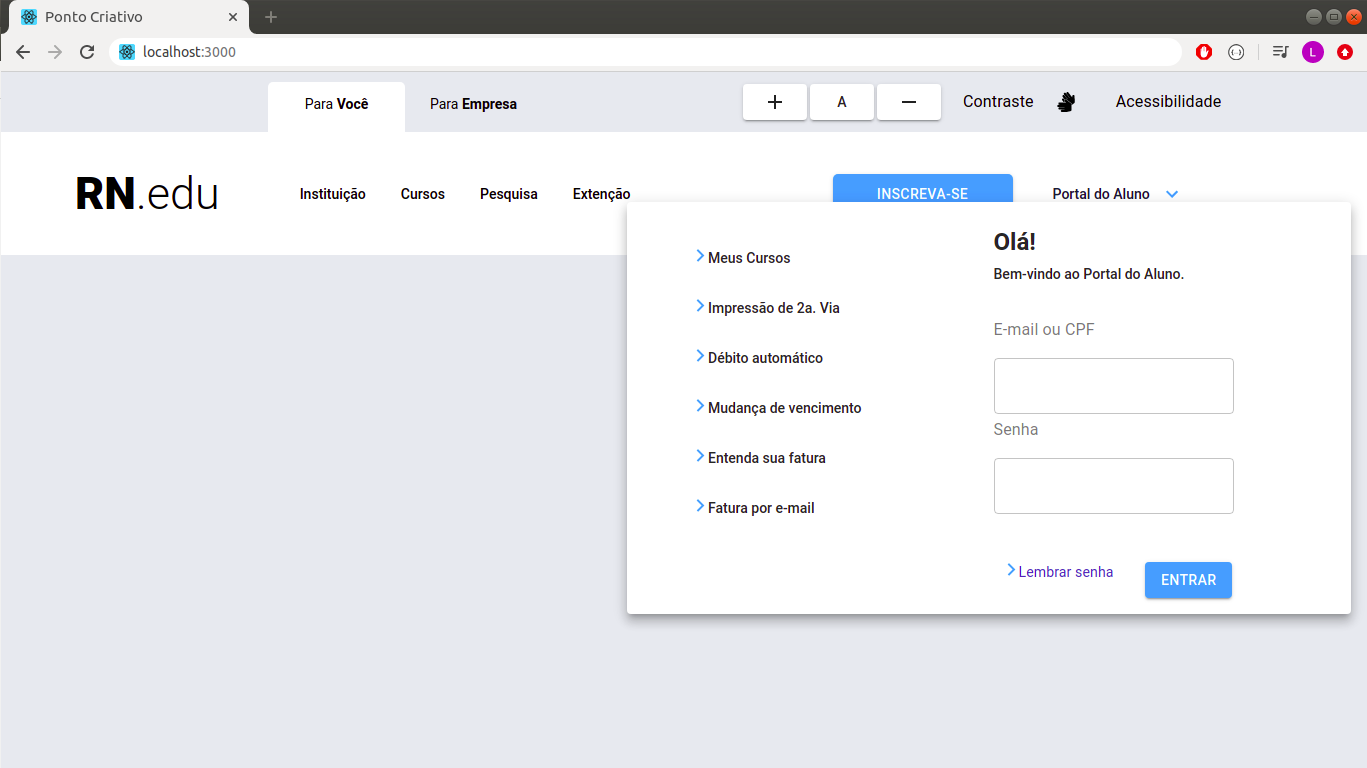 Ponto Criativo
localhost:3000
L
Para Você
Para Empresa
+ A − Contraste Acessibilidade
RN.edu
Instituição Cursos Pesquisa Extenção
INSCREVA-SE
Portal do Aluno
Meus Cursos
Impressão de 2a. Via
Débito automático
Mudança de vencimento
Entenda sua fatura
Fatura por e-mail
Olá!
Bem-vindo ao Portal do Aluno.
E-mail ou CPF
Senha
Lembrar senha
ENTRAR